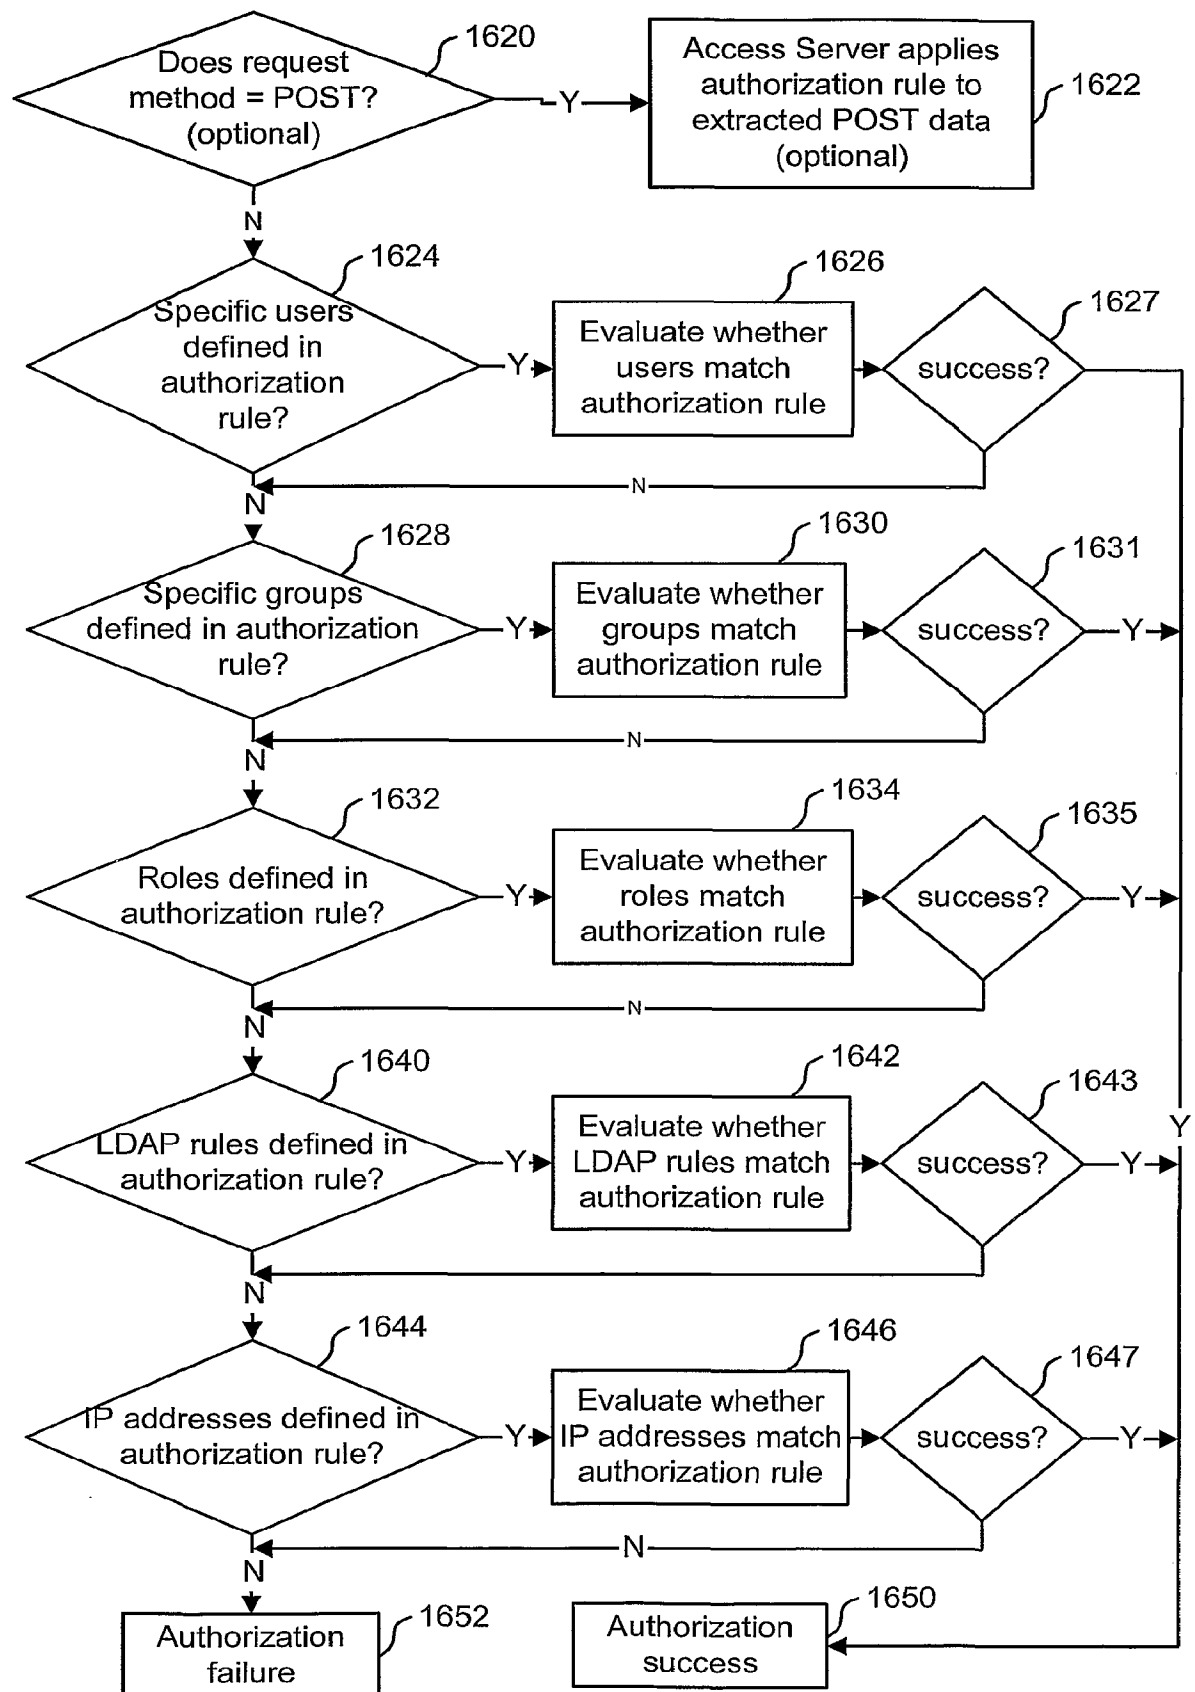 1620
Does request
method = POST?
(optional)
Y
Access Server applies
authorization rule to
extracted POST data
(optional)
1622
N
1624
Specific users
defined in
authorization
rule?
Y
1626
Evaluate whether
users match
authorization rule
1627
success?
N
N
1628
Specific groups
defined in authorization
rule?
Y
1630
Evaluate whether
groups match
authorization rule
1631
success?
Y
N
N
1632
Roles defined in
authorization rule?
Y
1634
Evaluate whether
roles match
authorization rule
1635
success?
Y
N
N
1640
LDAP rules defined in
authorization rule?
Y
1642
Evaluate whether
LDAP rules match
authorization rule
1643
success?
Y
Y
N
1644
IP addresses defined in
authorization rule?
Y
1646
Evaluate whether
IP addresses match
authorization rule
1647
success?
Y
N
N
1652
Authorization
failure
1650
Authorization
success